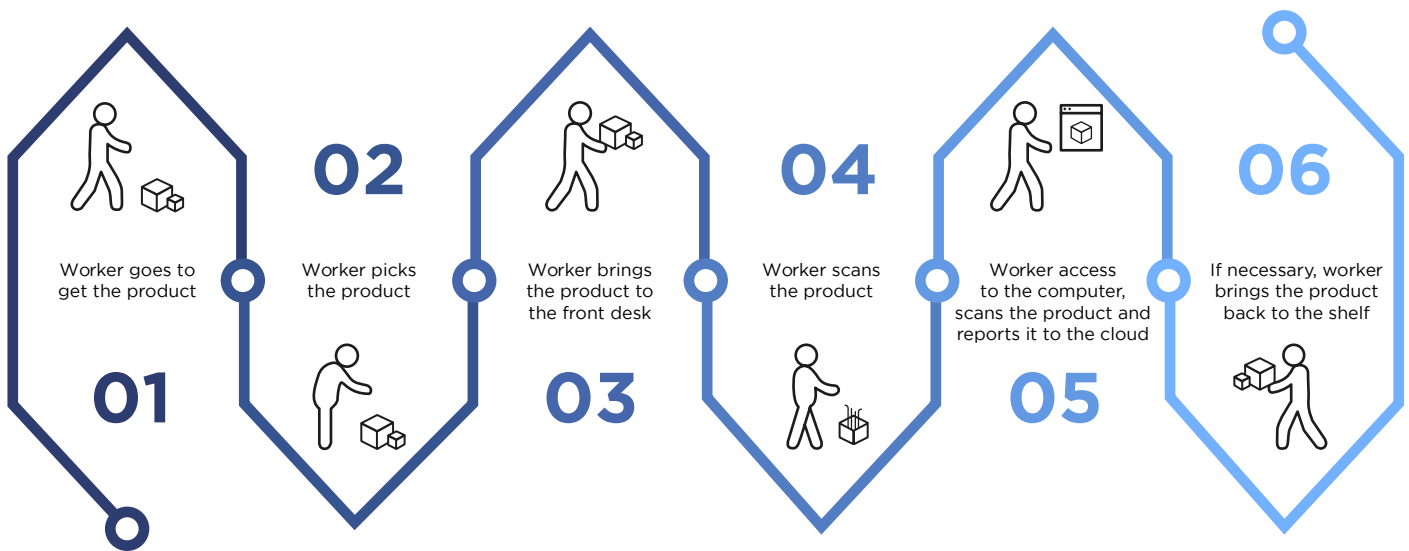 01
Worker goes to
get the product
02
Worker picks
the product
03
Worker brings
the product to
the front desk
04
Worker scans
the product
05
Worker access
to the computer,
scans the product and
reports it to the cloud
06
If necessary, worker
brings the product
back to the shelf